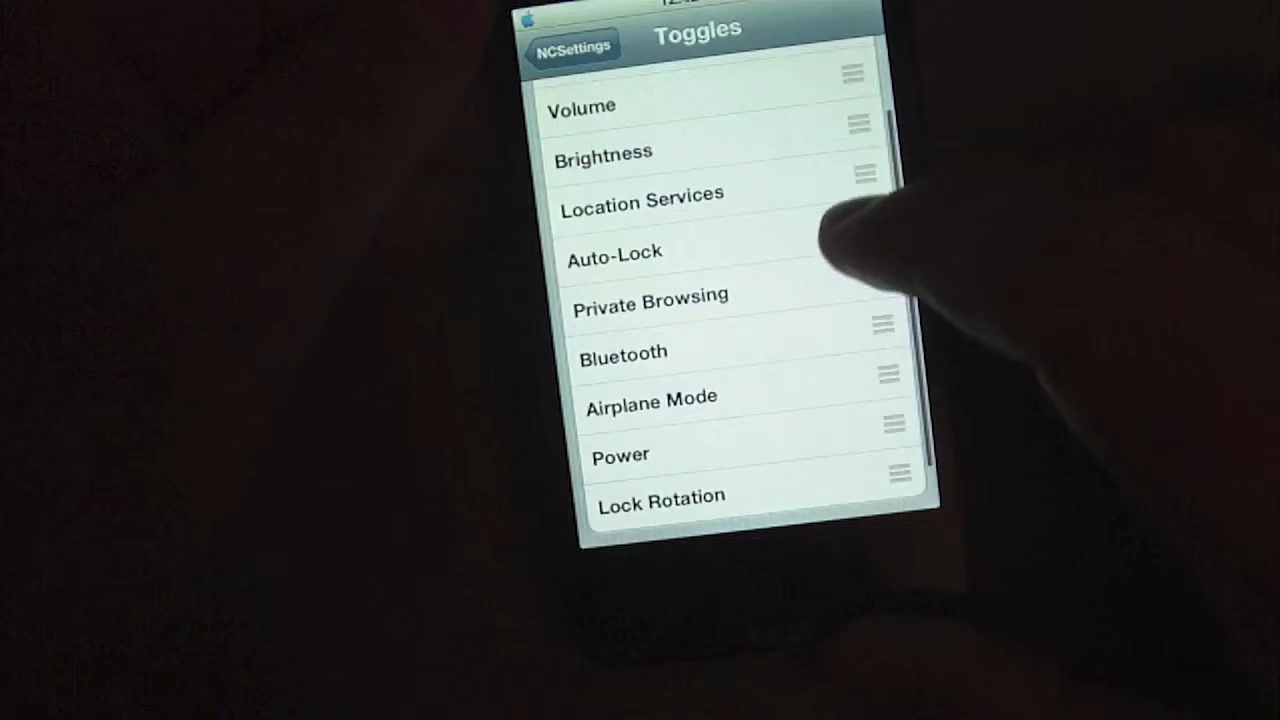 NCSettings
Toggles
Volume
Brightness
Location Services
Auto-Lock
Private Browsing
Bluetooth
Airplane Mode
Power
Lock Rotation